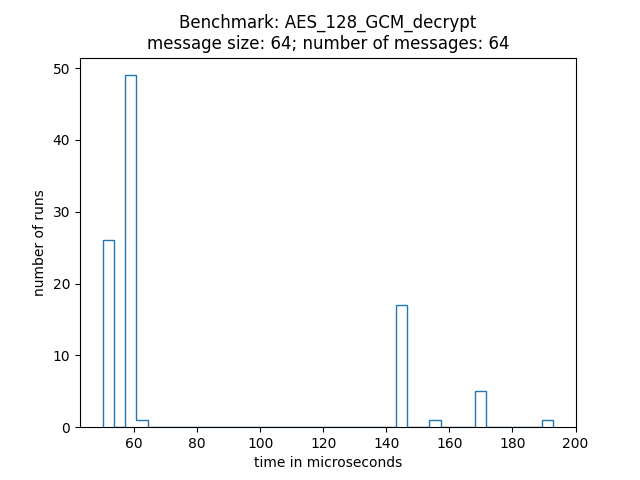 Benchmark: AES_128_GCM_decrypt
message size: 64; number of messages: 64
50
40
30
20
10
0
number of runs
60 80 100 120 140 160 180 200
time in microseconds